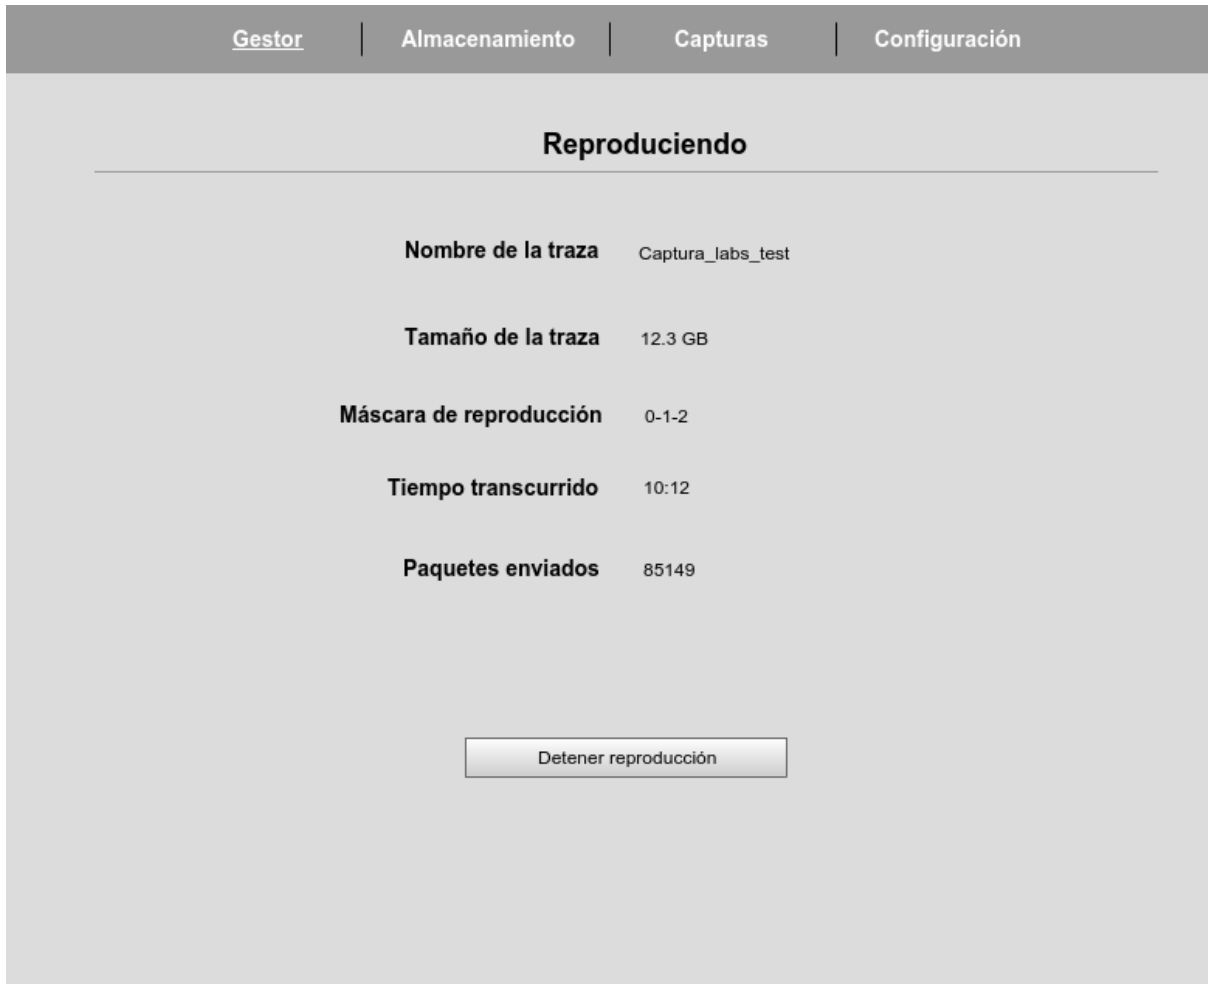 Gestor Almacenamiento Capturas Configuración
Reproduciendo
Nombre de la traza Captura_labs_test
Tamaño de la traza 12.3 GB
Máscara de reproducción 0-1-2
Tiempo transcurrido 10:12
Paquetes enviados 85149
Detener reproducción